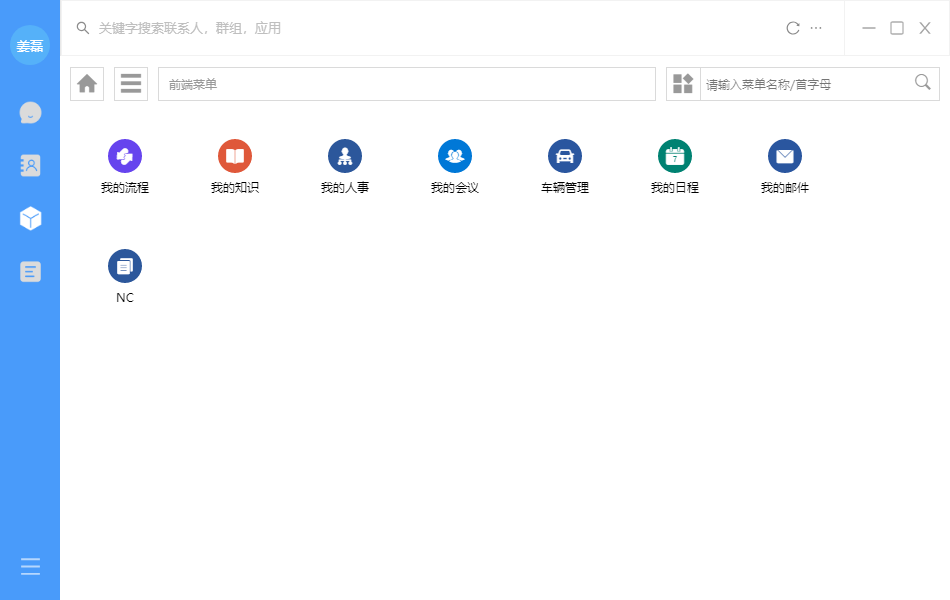 姜磊
关键字搜索联系人，群组，应用
前端菜单
请输入菜单名称/首字母
我的流程
我的知识
我的人事
我的会议
车辆管理
7
我的日程
我的邮件
NC